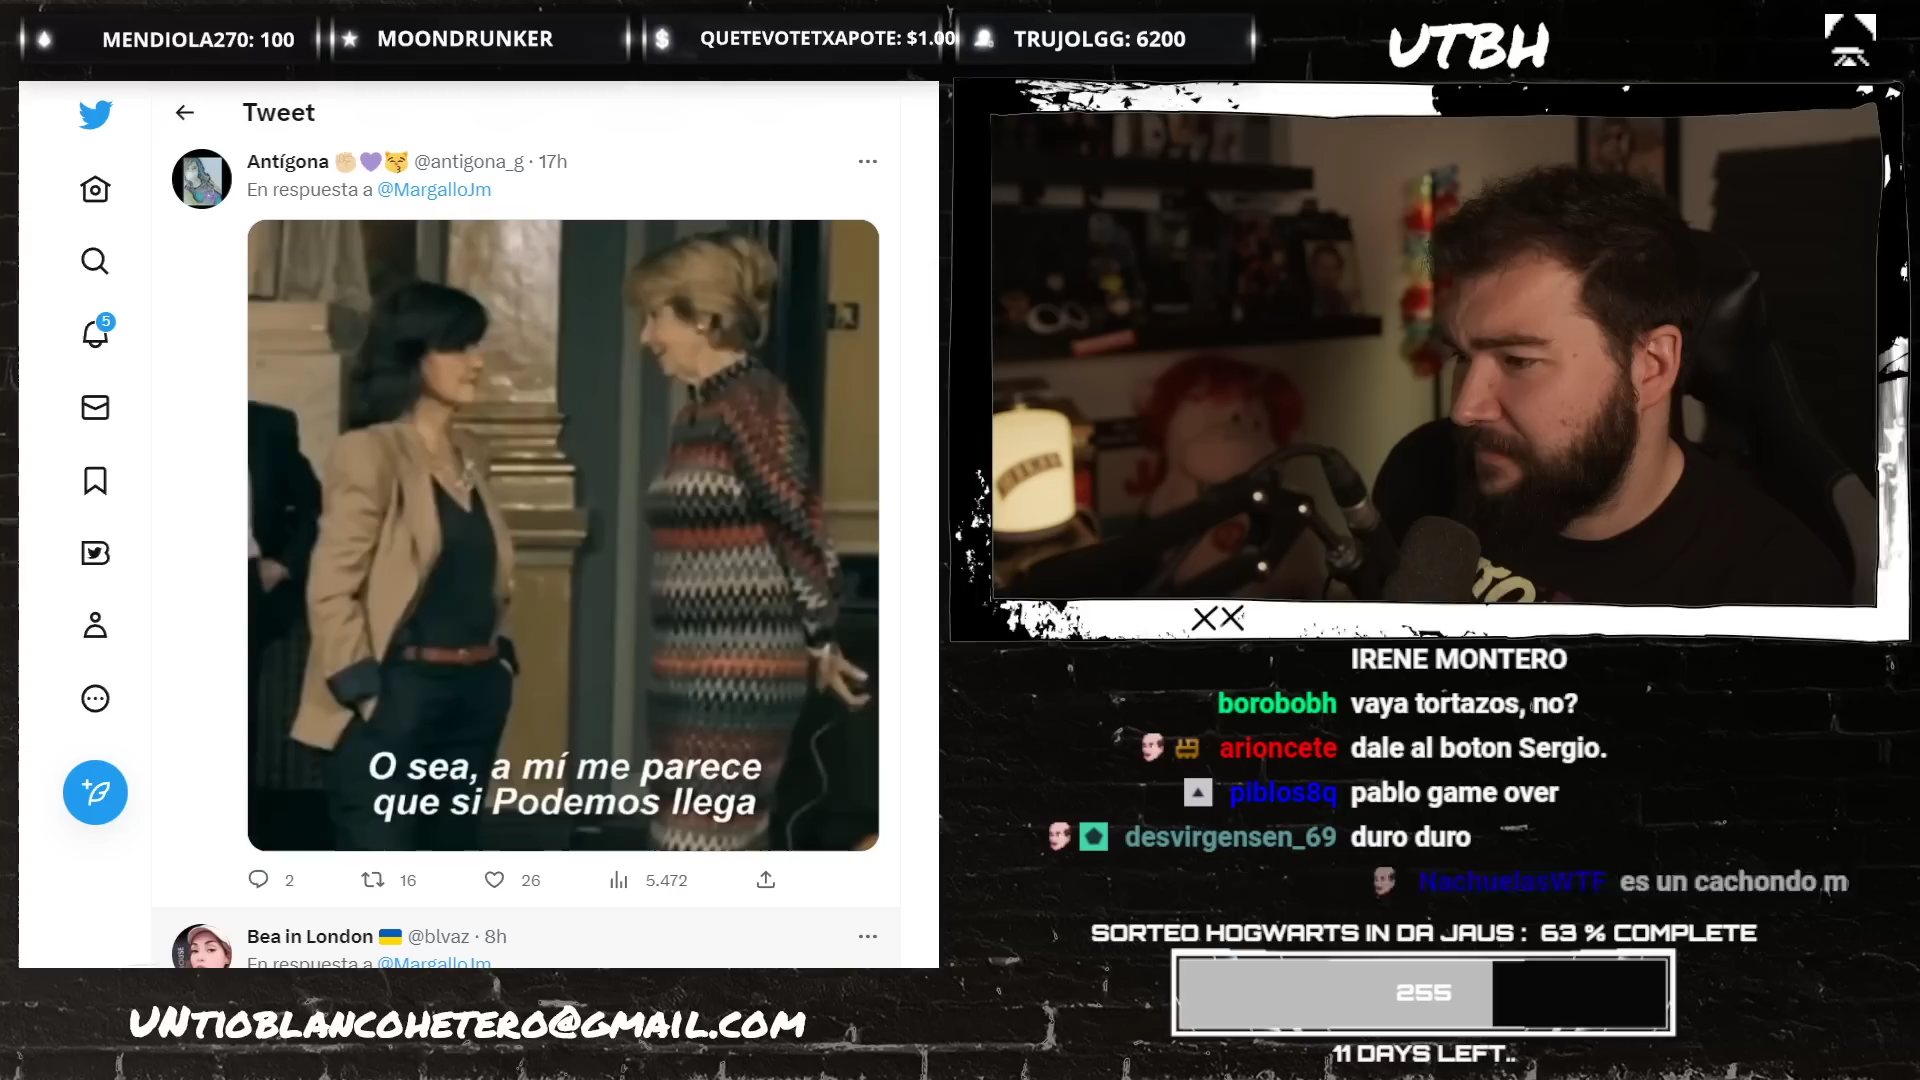 MENDIOLA270: 100
MOONDRUNKER
QUETEVOTETXAPOTE: $1.00
TRUJOLGG: 6200
UTBH
Tweet
Antígona @antigona_g · 17h
En respuesta a @MargalloJm
5
O sea, a mí me parece
que si Podemos llega
2
16
26
5.472
Bea in London @blvaz · 8h
En respuesta a @MargalloJm
UNTIOBLANCOHETERO@GMAIL.COM
XX
IRENE MONTERO
borobobh vaya tortazos, no?
arioncete dale al boton Sergio.
piblos8q pablo game over
desvirgensen_69 duro duro
NachuelasWTF es un cachondo m
SORTEO HOGWARTS IN DA JAUS : 63 % COMPLETE
255
11 DAYS LEFT..